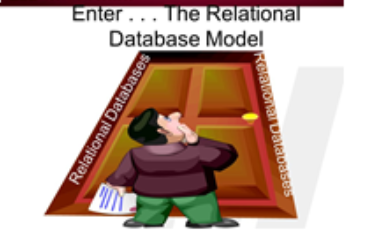 Enter . . . The Relational
Database Model
Relational Databases
Relational Databases